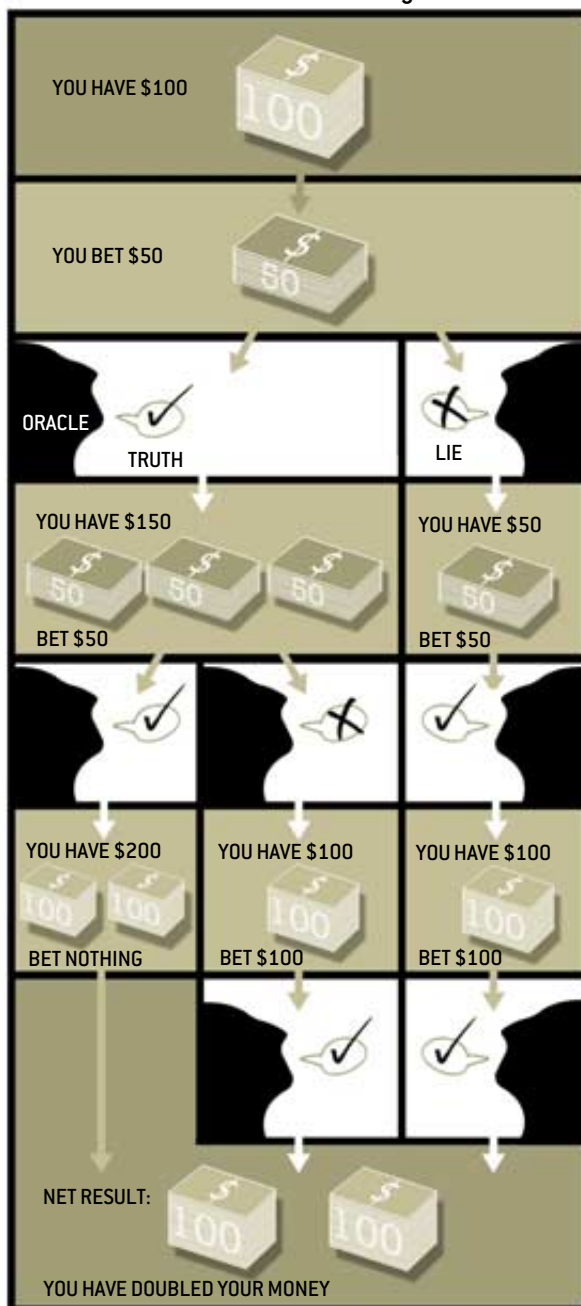 YOU HAVE $100
$
100
YOU BET $50
$
50
ORACLE
TRUTH
LIE
YOU HAVE $150
YOU HAVE $50
$ $ $ $
50 50 50 50
BET $50
BET $50
YOU HAVE $200
YOU HAVE $100
YOU HAVE $100
$ $ $ $
100 100 100 100
BET NOTHING
BET $100
BET $100
NET RESULT:
$ $
100 100
YOU HAVE DOUBLED YOUR MONEY